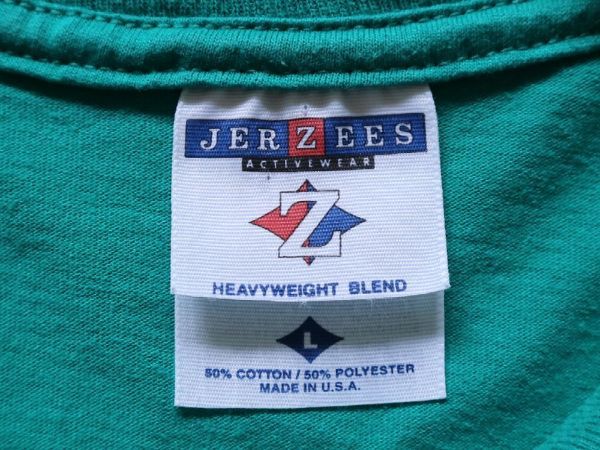 JERZEES
ACTIVEWEAR
Z
HEAVYWEIGHT BLEND
L
50% COTTON / 50% POLYESTER
MADE IN U.S.A.